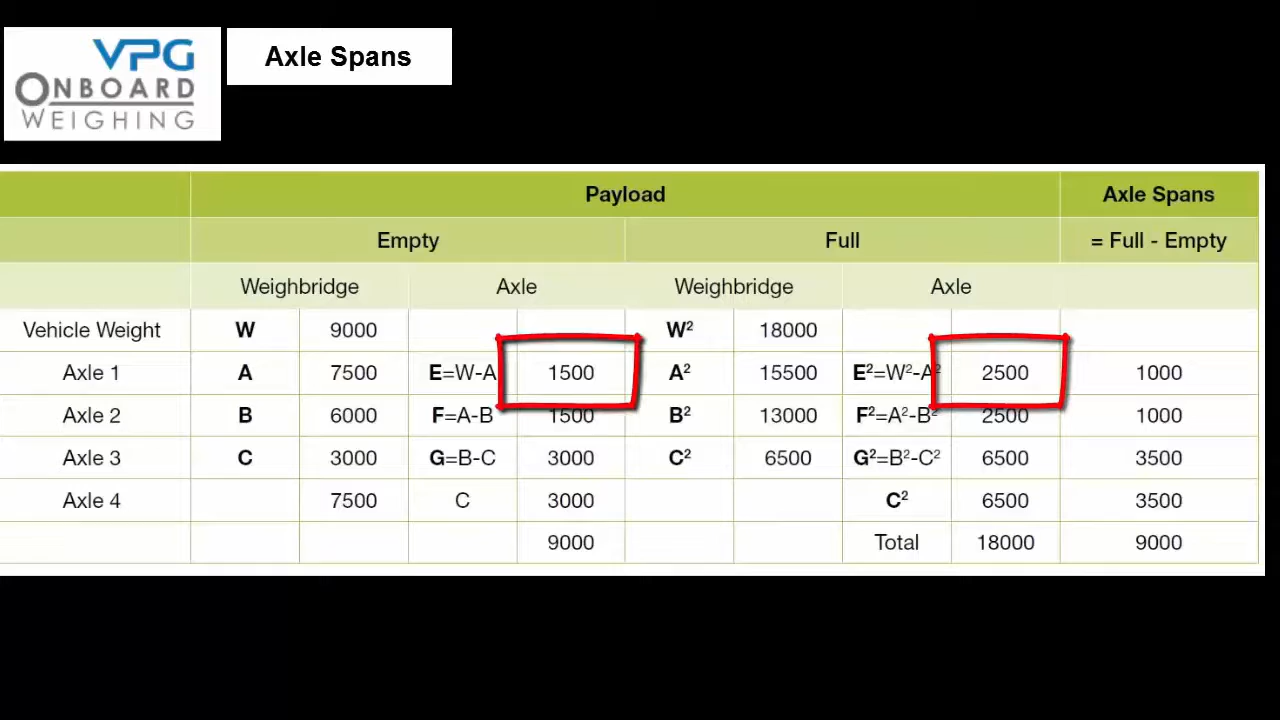 VPG
ONBOARD
WEIGHING
Axle Spans
Payload Axle Spans
Empty Full = Full - Empty
Weighbridge Axle Weighbridge Axle
Vehicle Weight W 9000 W² 18000
Axle 1 A 7500 E=W-A 1500 A² 15500 E²=W²-A² 2500 1000
Axle 2 B 6000 F=A-B 1500 B² 13000 F²=A²-B² 2500 1000
Axle 3 C 3000 G=B-C 3000 C² 6500 G²=B²-C² 6500 3500
Axle 4 7500 C 3000 C² 6500 3500
9000 Total 18000 9000